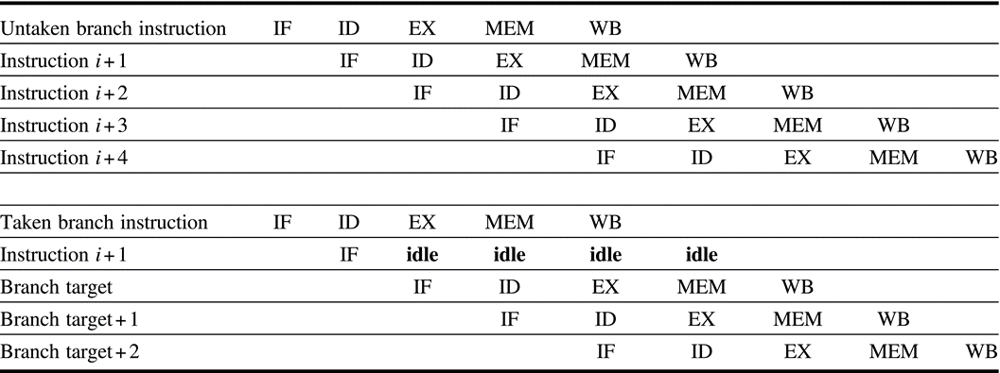 Untaken branch instruction IF ID EX MEM WB
Instruction i+1 IF ID EX MEM WB
Instruction i+2 IF ID EX MEM WB
Instruction i+3 IF ID EX MEM WB
Instruction i+4 IF ID EX MEM WB
Taken branch instruction IF ID EX MEM WB
Instruction i+1 IF idle idle idle idle
Branch target IF ID EX MEM WB
Branch target+1 IF ID EX MEM WB
Branch target+2 IF ID EX MEM WB